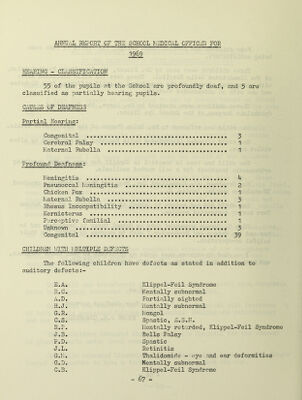 ANNUAL REPORT OF THE SCHOOL MEDICAL OFFICER FOR
1969
HEARING - CLASSIFICATION
55 of the pupils at the School are profoundly deaf, and 5 are
classified as partially hearing pupils.
CAUSES OF DEAFNESS
Partial Hearing:
Congenital 3
Cerebral Palsy 1
Maternal Rubella 1
Profound Deafness:
Meningitis 4
Pneumoccal Meningitis 2
Chicken Pox 1
Maternal Rubella 3
Rhesus Incompatibility 1
Kernicterus 1
Perceptive familial 1
Unknown 3
Congenital 39
CHILDREN WITH MULTIPLE DEFECTS
The following children have defects as stated in addition to
auditory defects:-
E.A. Klippel-Feil Syndrome
Mentally subnormal
A.D. Partially sighted
H.J. Mentally subnormal
G.R. Mongol
C.S. Spastic, E.S.N.
Mentally retarded, Klippel-Feil Syndrome
J.B. Bells Palsy
P.D. Spastic
J.L. Retinitis
G.M. Thalidomide - eye and ear deformities
G.D. Mentally subnormal
C.B. Klippel-Feil Syndrome
- 67 -